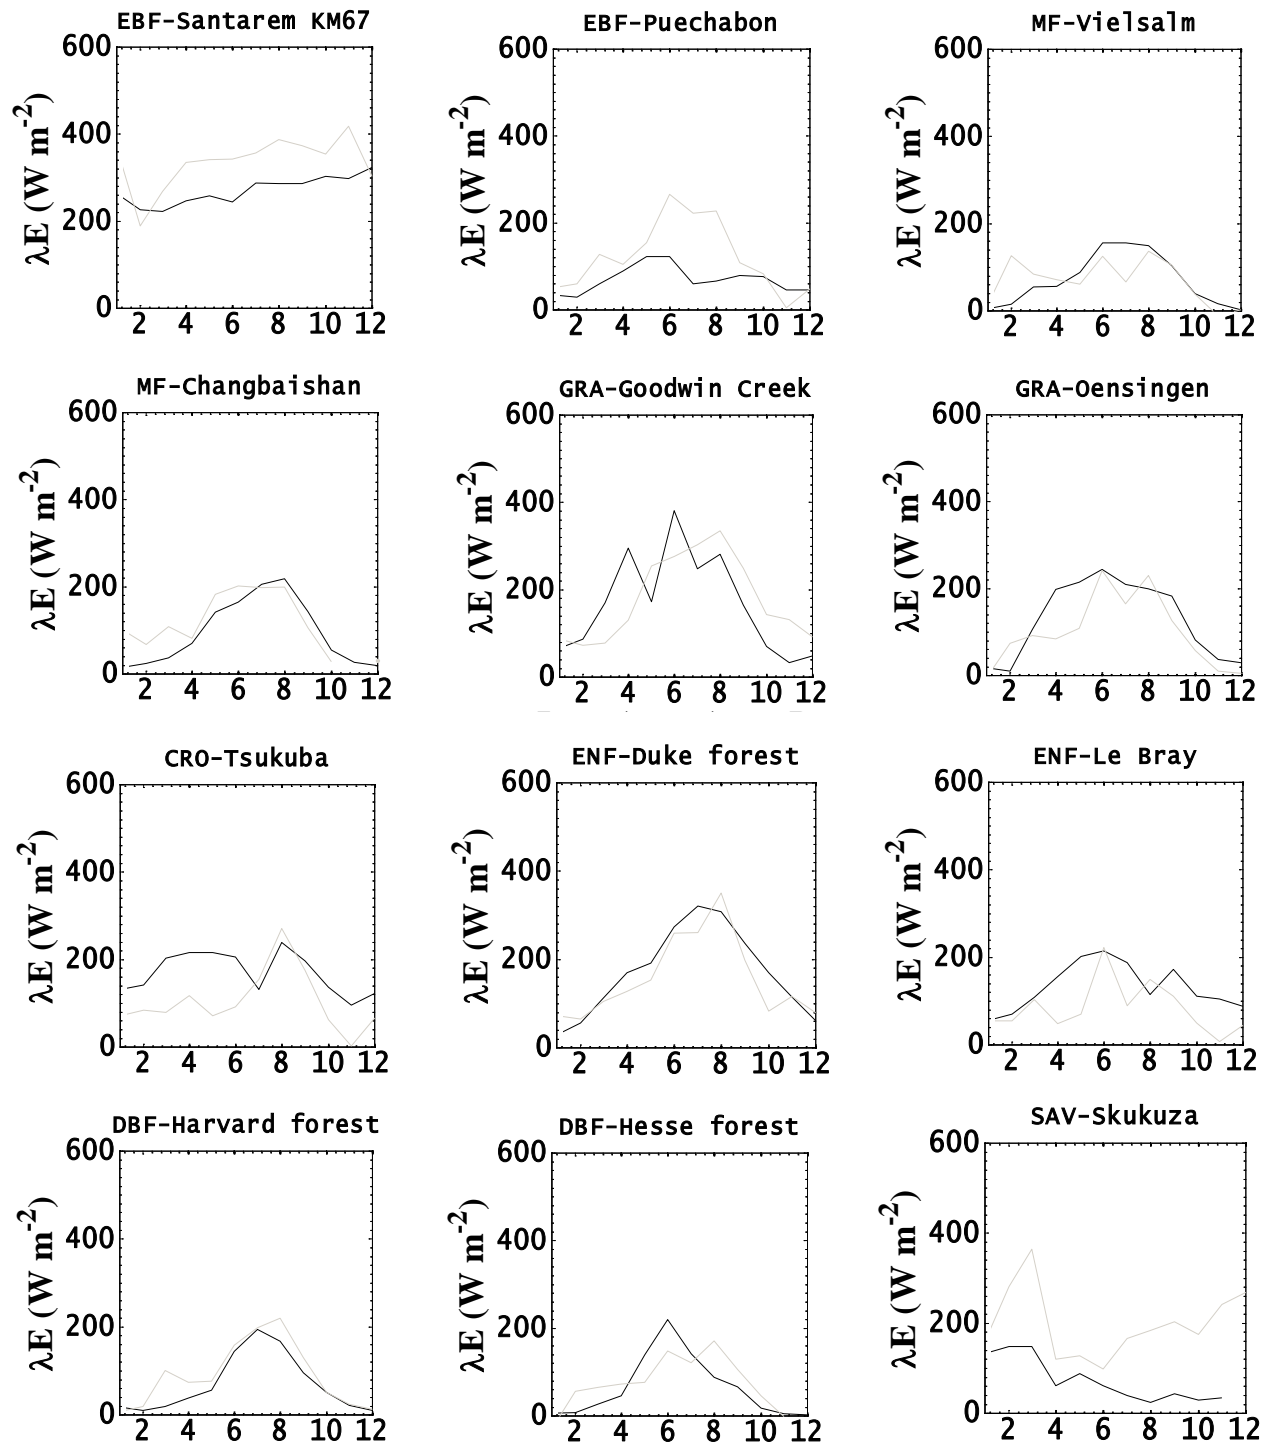 EBF-Santarem KM67
EBF-Puechabon
MF-Vielsalm
600
400
200
0
λE (W m-2)
2 4 6 8 10 12
600
400
200
0
λE (W m-2)
2 4 6 8 10 12
600
400
200
0
λE (W m-2)
2 4 6 8 10 12
MF-Changbaishan
GRA-Goodwin Creek
GRA-Oensingen
600
400
200
0
λE (W m-2)
2 4 6 8 10 12
600
400
200
0
λE (W m-2)
2 4 6 8 10 12
600
400
200
0
λE (W m-2)
2 4 6 8 10 12
CRO-Tsukuba
ENF-Duke forest
ENF-Le Bray
600
400
200
0
λE (W m-2)
2 4 6 8 10 12
600
400
200
0
λE (W m-2)
2 4 6 8 10 12
600
400
200
0
λE (W m-2)
2 4 6 8 10 12
DBF-Harvard forest
DBF-Hesse forest
SAV-Skukuza
600
400
200
0
λE (W m-2)
2 4 6 8 10 12
600
400
200
0
λE (W m-2)
2 4 6 8 10 12
600
400
200
0
λE (W m-2)
2 4 6 8 10 12